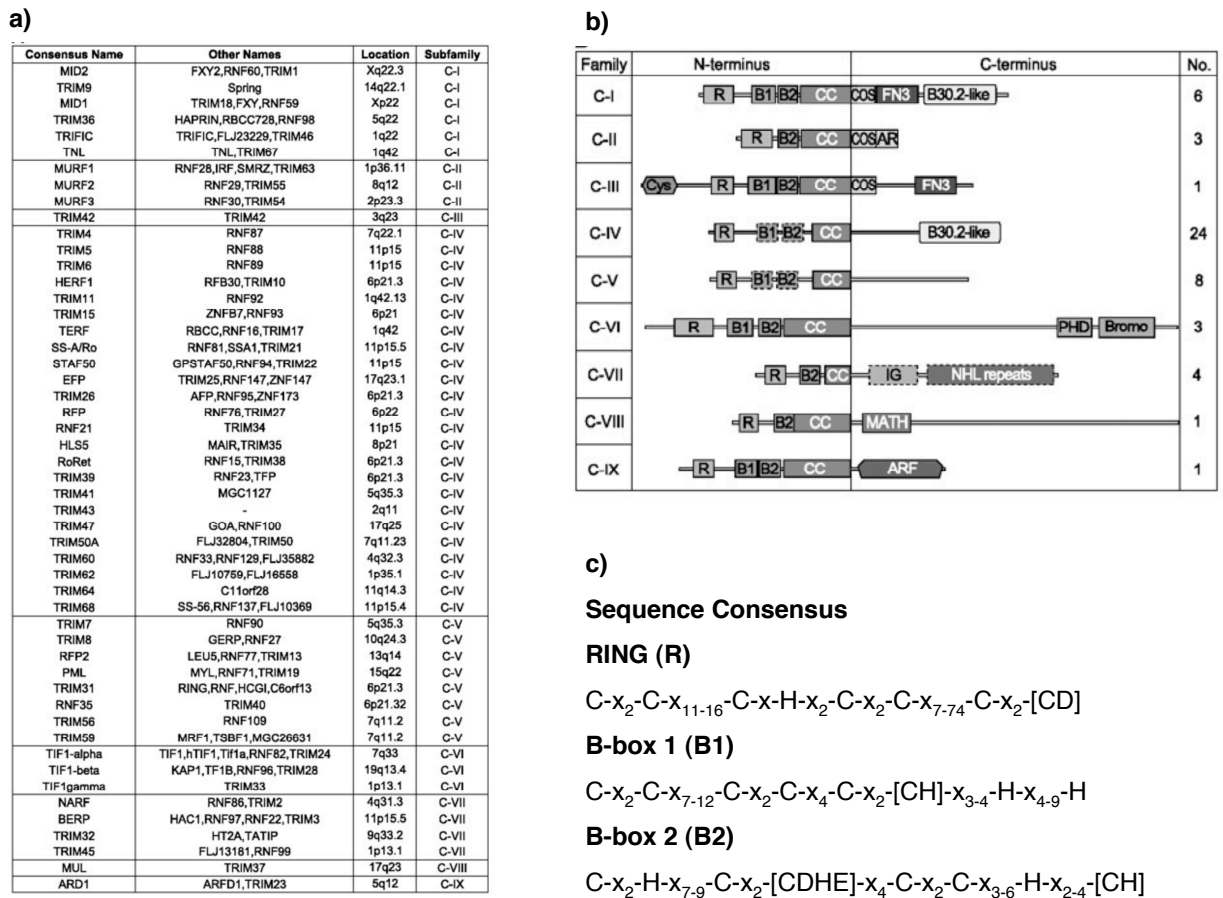 a)
Consensus Name Other Names Location Subfamily
MID2 FXY2,RNF60,TRIM1 Xq22.3 C-I
TRIM9 Spring 14q22.1 C-I
MID1 TRIM18,FXY,RNF59 Xp22 C-I
TRIM36 HAPRIN,RBCC728,RNF98 5q22 C-I
TRIFIC TRIFIC,FLJ23229,TRIM46 1q22 C-I
TNL TNL,TRIM67 1q42 C-I
MURF1 RNF28,IRF,SMRZ,TRIM63 1p36.11 C-II
MURF2 RNF29,TRIM55 8q12 C-II
MURF3 RNF30,TRIM54 2p23.3 C-II
TRIM42 TRIM42 3q23 C-III
TRIM4 RNF87 7q22.1 C-IV
TRIM5 RNF88 11p15 C-IV
TRIM6 RNF89 11p15 C-IV
HERF1 RFB30,TRIM10 6p21.3 C-IV
TRIM11 RNF92 1q42.13 C-IV
TRIM15 ZNFB7,RNF93 6p21 C-IV
TERF RBCC,RNF16,TRIM17 1q42 C-IV
SS-A/Ro RNF81,SSA1,TRIM21 11p15.5 C-IV
STAF50 GPSTAF50,RNF94,TRIM22 11p15 C-IV
EFP TRIM25,RNF147,ZNF147 17q23.1 C-IV
TRIM26 AFP,RNF95,ZNF173 6p21.3 C-IV
RFP RNF76,TRIM27 6p22 C-IV
RNF21 TRIM34 11p15 C-IV
HLS5 MAIR,TRIM35 8p21 C-IV
RoRet RNF15,TRIM38 6p21.3 C-IV
TRIM39 RNF23,TFP 6p21.3 C-IV
TRIM41 MGC1127 5q35.3 C-IV
TRIM43 - 2q11 C-IV
TRIM47 GOA,RNF100 17q25 C-IV
TRIM50A FLJ32804,TRIM50 7q11.23 C-IV
TRIM60 RNF33,RNF129,FLJ35882 4q32.3 C-IV
TRIM62 FLJ10759,FLJ16558 1p35.1 C-IV
TRIM64 C11orf28 11q14.3 C-IV
TRIM68 SS-56,RNF137,FLJ10369 11p15.4 C-IV
TRIM7 RNF90 5q35.3 C-V
TRIM8 GERP,RNF27 10q24.3 C-V
RFP2 LEU5,RNF77,TRIM13 13q14 C-V
PML MYL,RNF71,TRIM19 15q22 C-V
TRIM31 RING,RNF,HCGI,C6orf13 6p21.3 C-V
RNF35 TRIM40 6p21.32 C-V
TRIM56 RNF109 7q11.2 C-V
TRIM59 MRF1,TSBF1,MGC26631 7q11.2 C-V
TIF1-alpha TIF1,hTIF1,Tif1a,RNF82,TRIM24 7q33 C-VI
TIF1-beta KAP1,TF1B,RNF96,TRIM28 19q13.4 C-VI
TIF1gamma TRIM33 1p13.1 C-VI
NARF RNF86,TRIM2 4q31.3 C-VII
BERP HAC1,RNF97,RNF22,TRIM3 11p15.5 C-VII
TRIM32 HT2A,TATIP 9q33.2 C-VII
TRIM45 FLJ13181,RNF99 1p13.1 C-VII
MUL TRIM37 17q23 C-VIII
ARD1 ARFD1,TRIM23 5q12 C-IX
b)
Family N-terminus C-terminus No.
C-I R B1 B2 CC COS FN3 B30.2-like 6
C-II R B2 CC COS AR 3
C-III Cys R B1 B2 CC COS FN3 1
C-IV R B1 B2 CC B30.2-like 24
C-V R B1 B2 CC 8
C-VI R B1 B2 CC PHD Bromo 3
C-VII R B2 CC IG NHL repeats 4
C-VIII R B2 CC MATH 1
C-IX R B1 B2 CC ARF 1
c)
Sequence Consensus
RING (R)
C-x2-C-x11-16-C-x-H-x2-C-x2-C-x7-74-C-x2-[CD]
B-box 1 (B1)
C-x2-C-x7-12-C-x2-C-x4-C-x2-[CH]-x3-4-H-x4-9-H
B-box 2 (B2)
C-x2-H-x7-9-C-x2-[CDHE]-x4-C-x2-C-x3-6-H-x2-4-[CH]